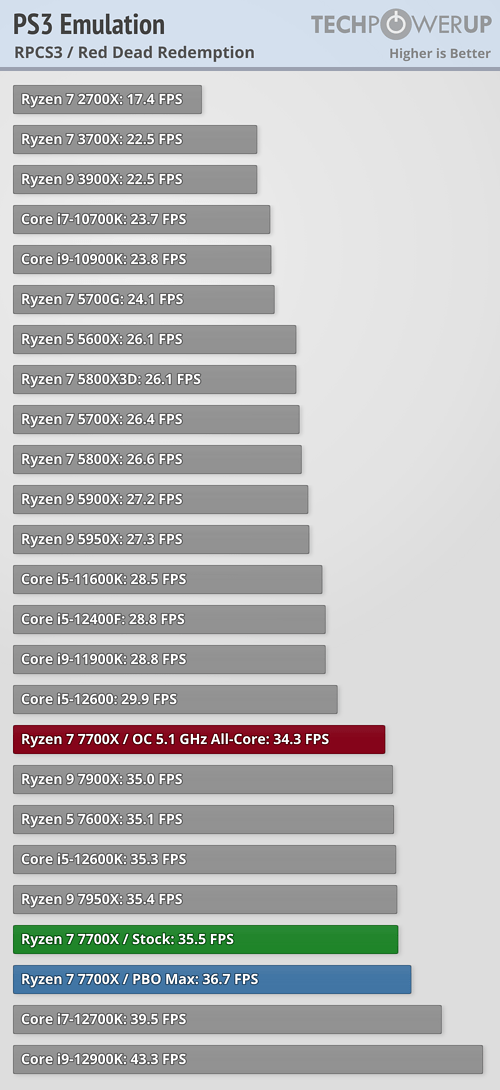 PS3 Emulation
TECHPOWERUP
RPCS3 / Red Dead Redemption
Higher is Better
Ryzen 7 2700X: 17.4 FPS
Ryzen 7 3700X: 22.5 FPS
Ryzen 9 3900X: 22.5 FPS
Core i7-10700K: 23.7 FPS
Core i9-10900K: 23.8 FPS
Ryzen 7 5700G: 24.1 FPS
Ryzen 5 5600X: 26.1 FPS
Ryzen 7 5800X3D: 26.1 FPS
Ryzen 7 5700X: 26.4 FPS
Ryzen 7 5800X: 26.6 FPS
Ryzen 9 5900X: 27.2 FPS
Ryzen 9 5950X: 27.3 FPS
Core i5-11600K: 28.5 FPS
Core i5-12400F: 28.8 FPS
Core i9-11900K: 28.8 FPS
Core i5-12600: 29.9 FPS
Ryzen 7 7700X / OC 5.1 GHz All-Core: 34.3 FPS
Ryzen 9 7900X: 35.0 FPS
Ryzen 5 7600X: 35.1 FPS
Core i5-12600K: 35.3 FPS
Ryzen 9 7950X: 35.4 FPS
Ryzen 7 7700X / Stock: 35.5 FPS
Ryzen 7 7700X / PBO Max: 36.7 FPS
Core i7-12700K: 39.5 FPS
Core i9-12900K: 43.3 FPS